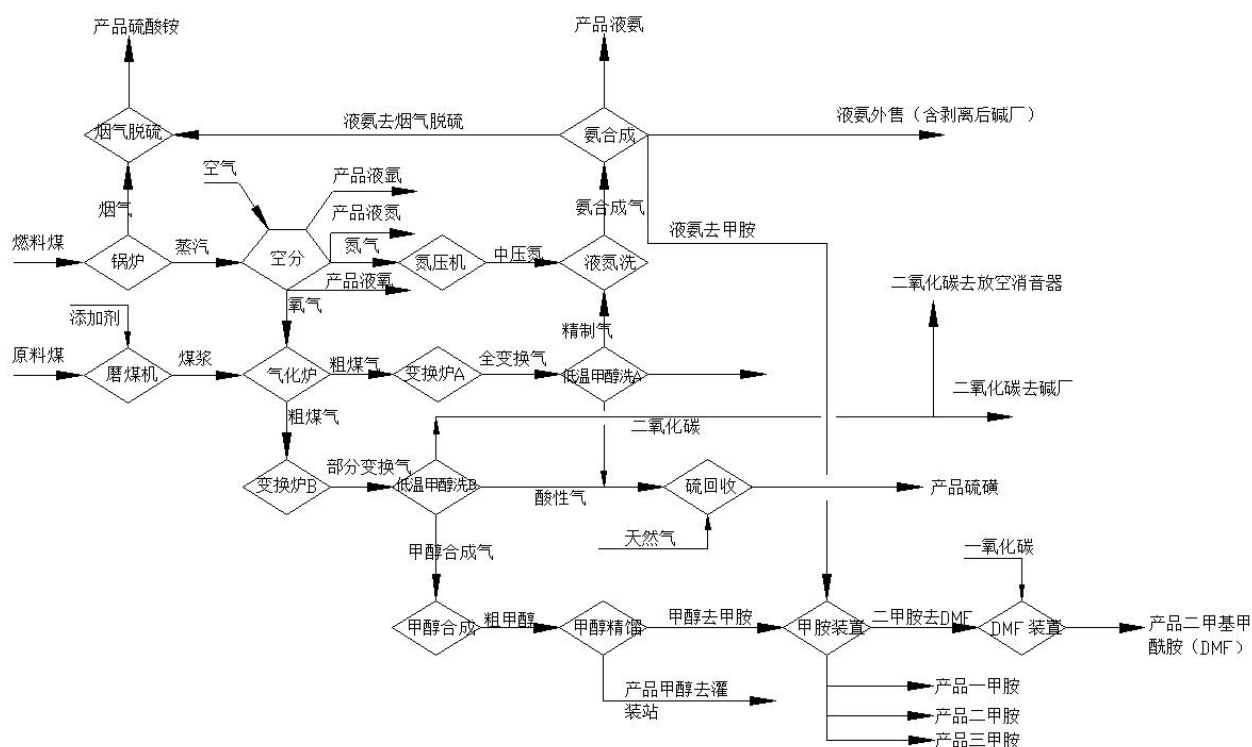 产品硫酸铵
产品液氨
烟气脱硫
液氨去烟气脱硫
氨合成
液氨外售（含剥离后碱厂）
空气
产品液氩
烟气
产品液氮
氨合成气
液氨去甲胺
燃料煤
锅炉
蒸汽
空分
氮气
氮压机
中压氮
液氮洗
产品液氧
二氧化碳去放空消音器
氧气
添加剂
精制气
原料煤
磨煤机
煤浆
气化炉
粗煤气
变换炉A
全变换气
低温甲醇洗A
二氧化碳去碱厂
粗煤气
二氧化碳
部分变换气
变换炉B
低温甲醇洗B
酸性气
硫回收
产品硫磺
天然气
甲醇合成气
一氧化碳
甲醇合成
粗甲醇
甲醇精馏
甲醇去甲胺
甲胺装置
二甲胺去DMF
DMF装置
产品二甲基甲
酰胺（DMF）
产品甲醇去灌
装站
产品一甲胺
产品二甲胺
产品三甲胺